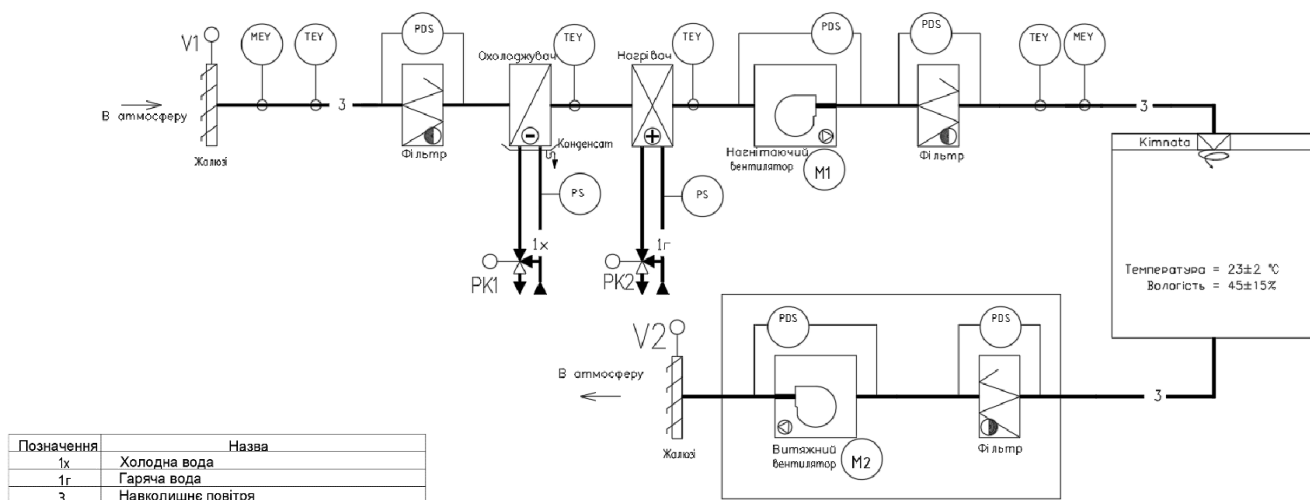 V1
MEY
TEY
PDS
Охолоджувач
TEY
Нагрівач
TEY
PDS
PDS
TEY
MEY
В атмосферу
3
3
Жалюзі
Фільтр
Конденсат
Нагнітаючий
вентилятор
M1
Фільтр
Kimnata
PS
PS
1х
1г
PK1
PK2
Температура = 23±2 °C
Вологість = 45±15%
V2
PDS
PDS
В атмосферу
3
Жалюзі
Витяжний
вентилятор
M2
Фільтр
Позначення Назва
1х Холодна вода
1г Гаряча вода
3 Навколишнє повітря